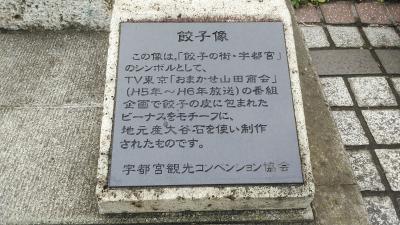 餃子像
この像は、「餃子の街・宇都宮」
のシンボルとして、
TV東京「おまかせ山田商会」
(H5年～H6年放送)の番組
企画で餃子の皮に包まれた
ビーナスをモチーフに、
地元産大谷石を使い制作
されたものです。
宇都宮観光コンベンション協会